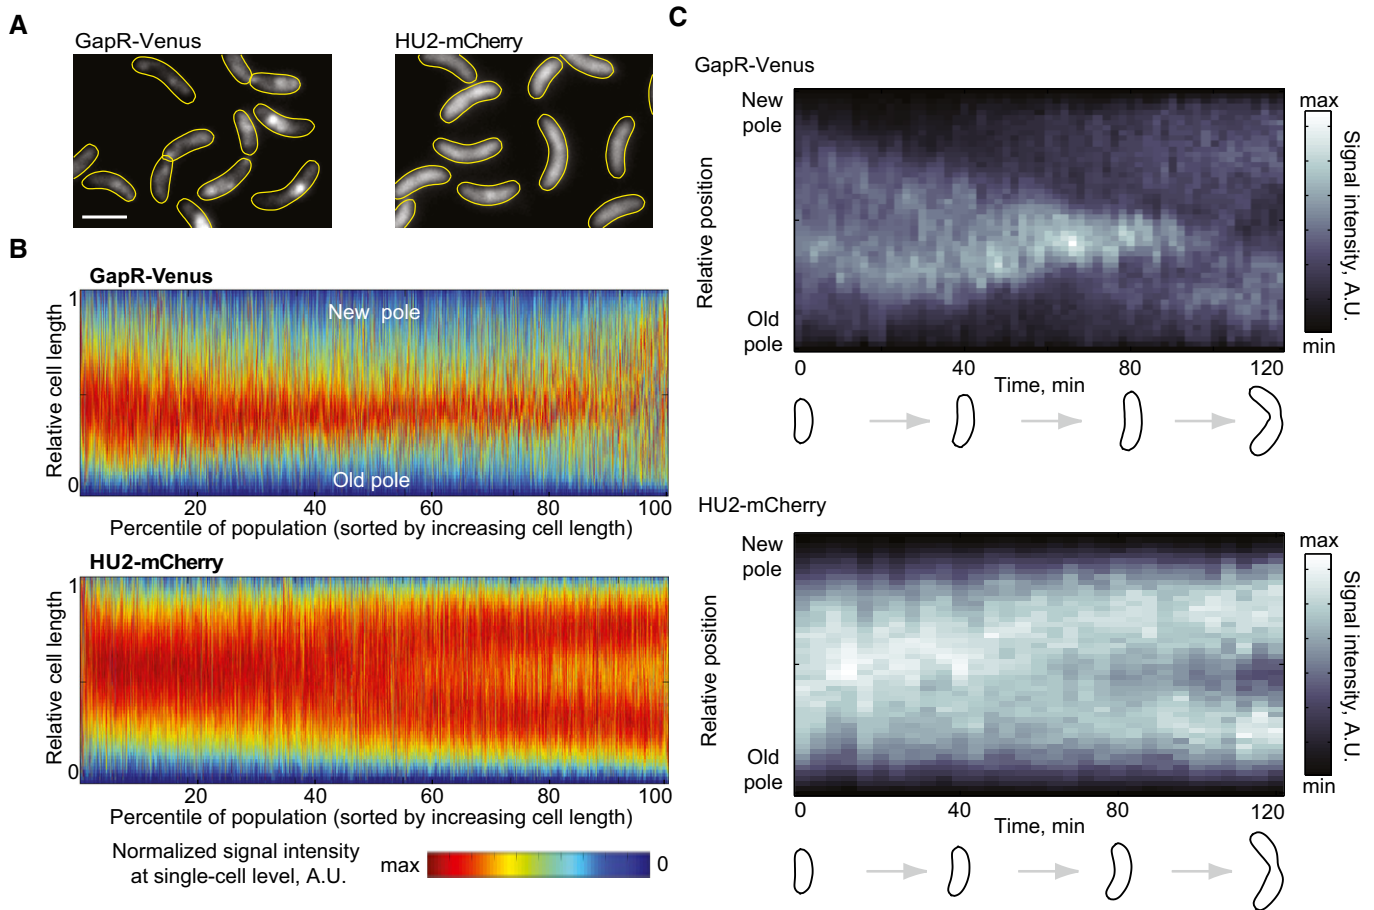 A
GapR-Venus
HU2-mCherry
B
GapR-Venus
1
New pole
Relative cell length
Old pole
0
20 40 60 80 100
Percentile of population (sorted by increasing cell length)
HU2-mCherry
1
Relative cell length
0
20 40 60 80 100
Percentile of population (sorted by increasing cell length)
Normalized signal intensity
at single-cell level, A.U.
max
0
C
GapR-Venus
New
pole
Relative position
Old
pole
max
Signal intensity, A.U.
min
0 40 80 120
Time, min
HU2-mCherry
New
pole
Relative position
Old
pole
max
Signal intensity, A.U.
min
0 40 80 120
Time, min